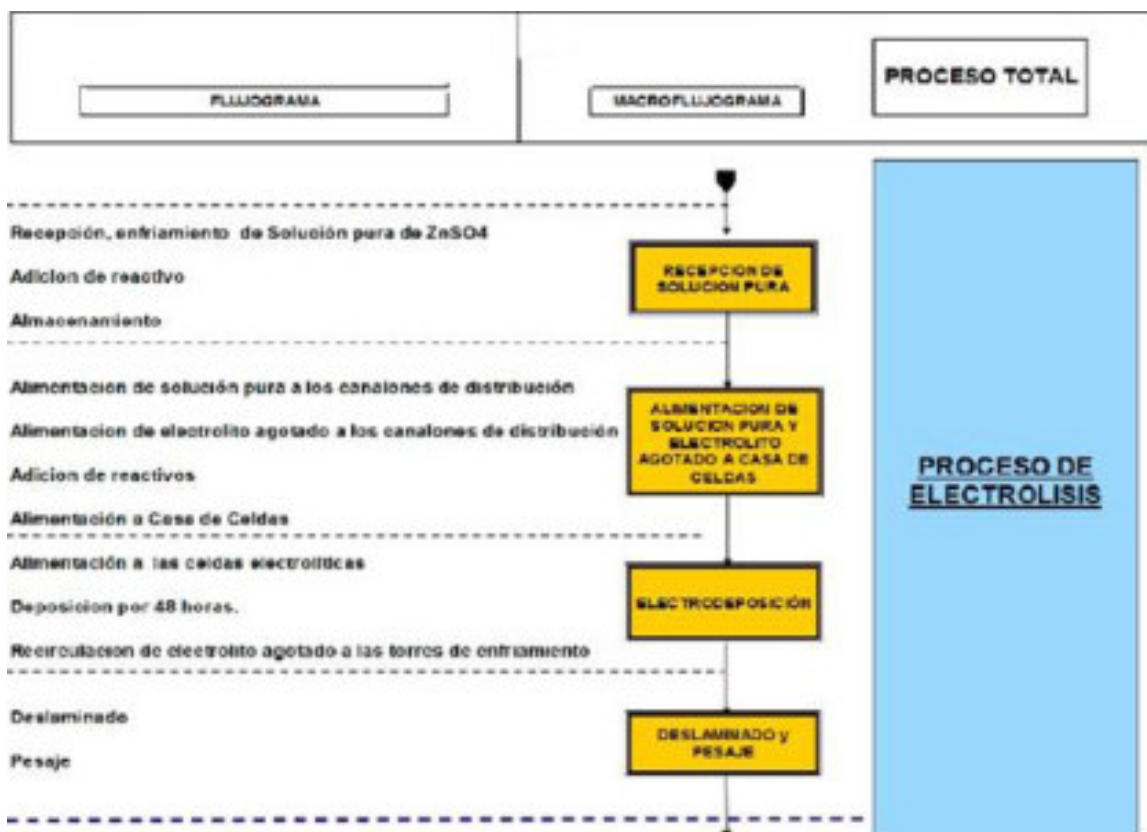 FLUJOGRAMA
MACROFLUJOGRAMA
PROCESO TOTAL
Recepción, enfriamiento de Solución pura de ZnSO4
Adicion de reactivo
Almacenamiento
RECEPCION DE
SOLUCION PURA
Alimentacion de solución pura a los canalones de distribución
Alimentacion de electrolito agotado a los canalones de distribución
Adicion de reactivos
Alimentación a Casa de Celdas
ALIMENTACION DE
SOLUCION PURA Y
ELECTROLITO
AGOTADO A CASA DE
CELDAS
Alimentación a las celdas electrolíticas
Deposicion por 48 horas.
Recirculacion de electrolito agotado a las torres de enfriamiento
ELECTRODEPOSICIÓN
Deslaminado
Pesaje
DESLAMINADO y
PESAJE
PROCESO DE
ELECTROLISIS